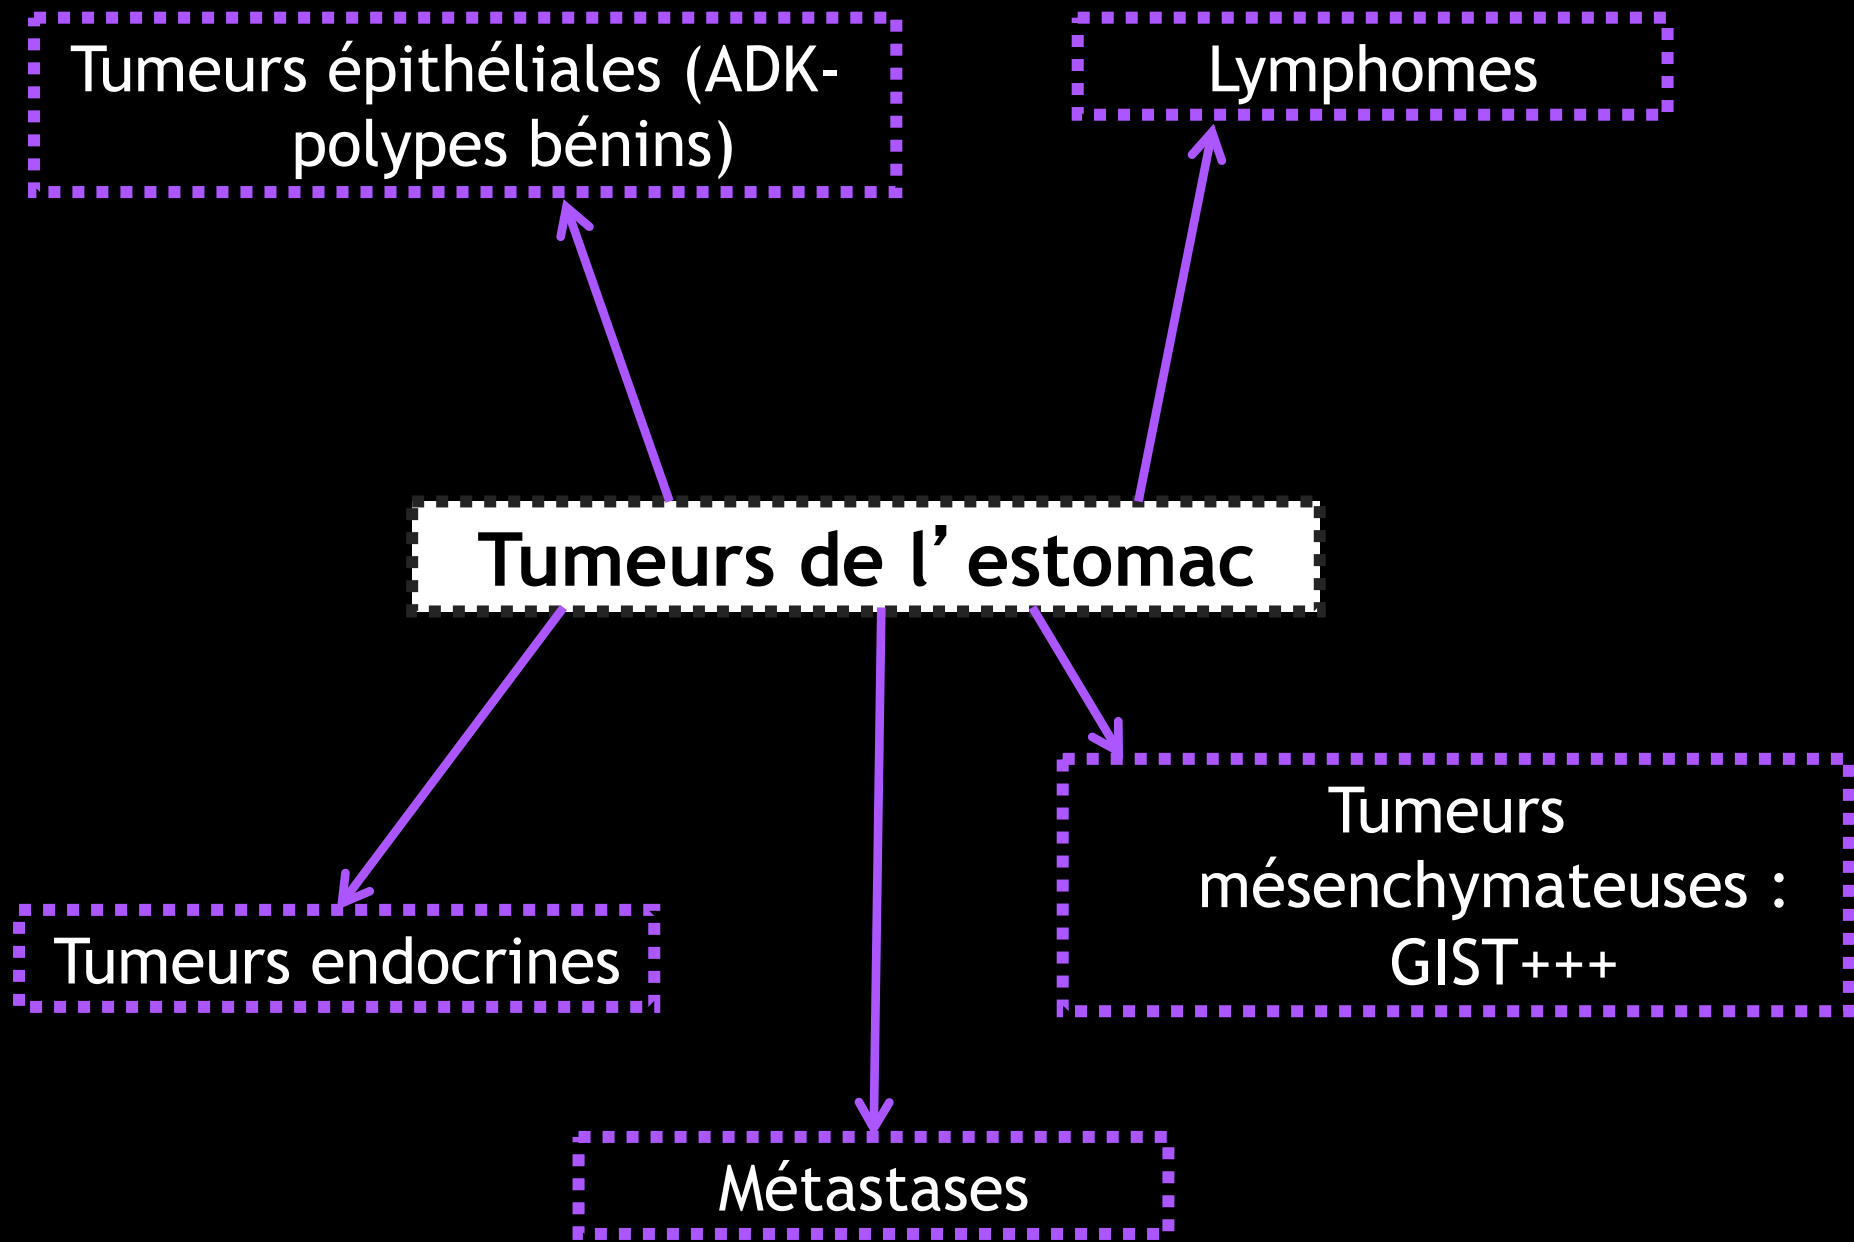 Tumeurs épithéliales (ADK-
polypes bénins)
Lymphomes
Tumeurs de l’estomac
Tumeurs endocrines
Tumeurs
mésenchymateuses :
GIST+++
Métastases